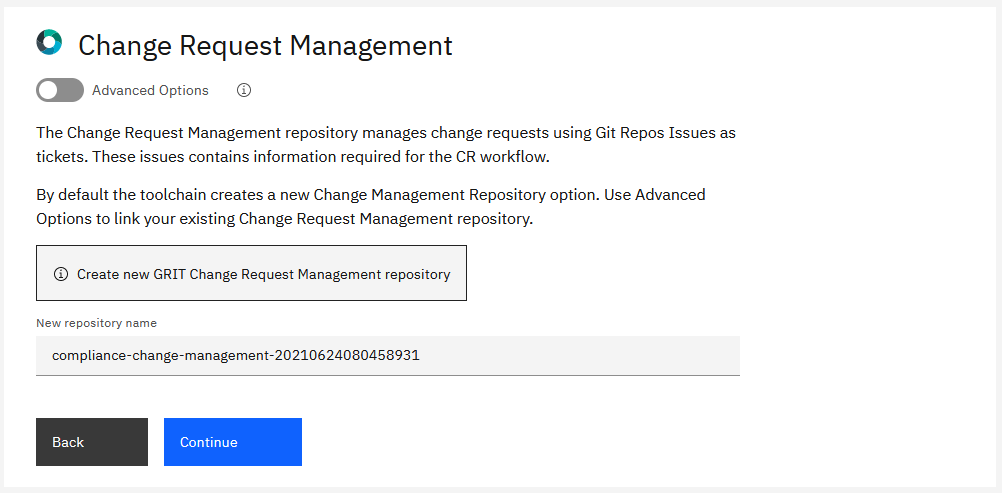 Change Request Management
Advanced Options
The Change Request Management repository manages change requests using Git Repos Issues as
tickets. These issues contains information required for the CR workflow.
By default the toolchain creates a new Change Management Repository option. Use Advanced
Options to link your existing Change Request Management repository.
Create new GRIT Change Request Management repository
New repository name
compliance-change-management-20210624080458931
Back
Continue